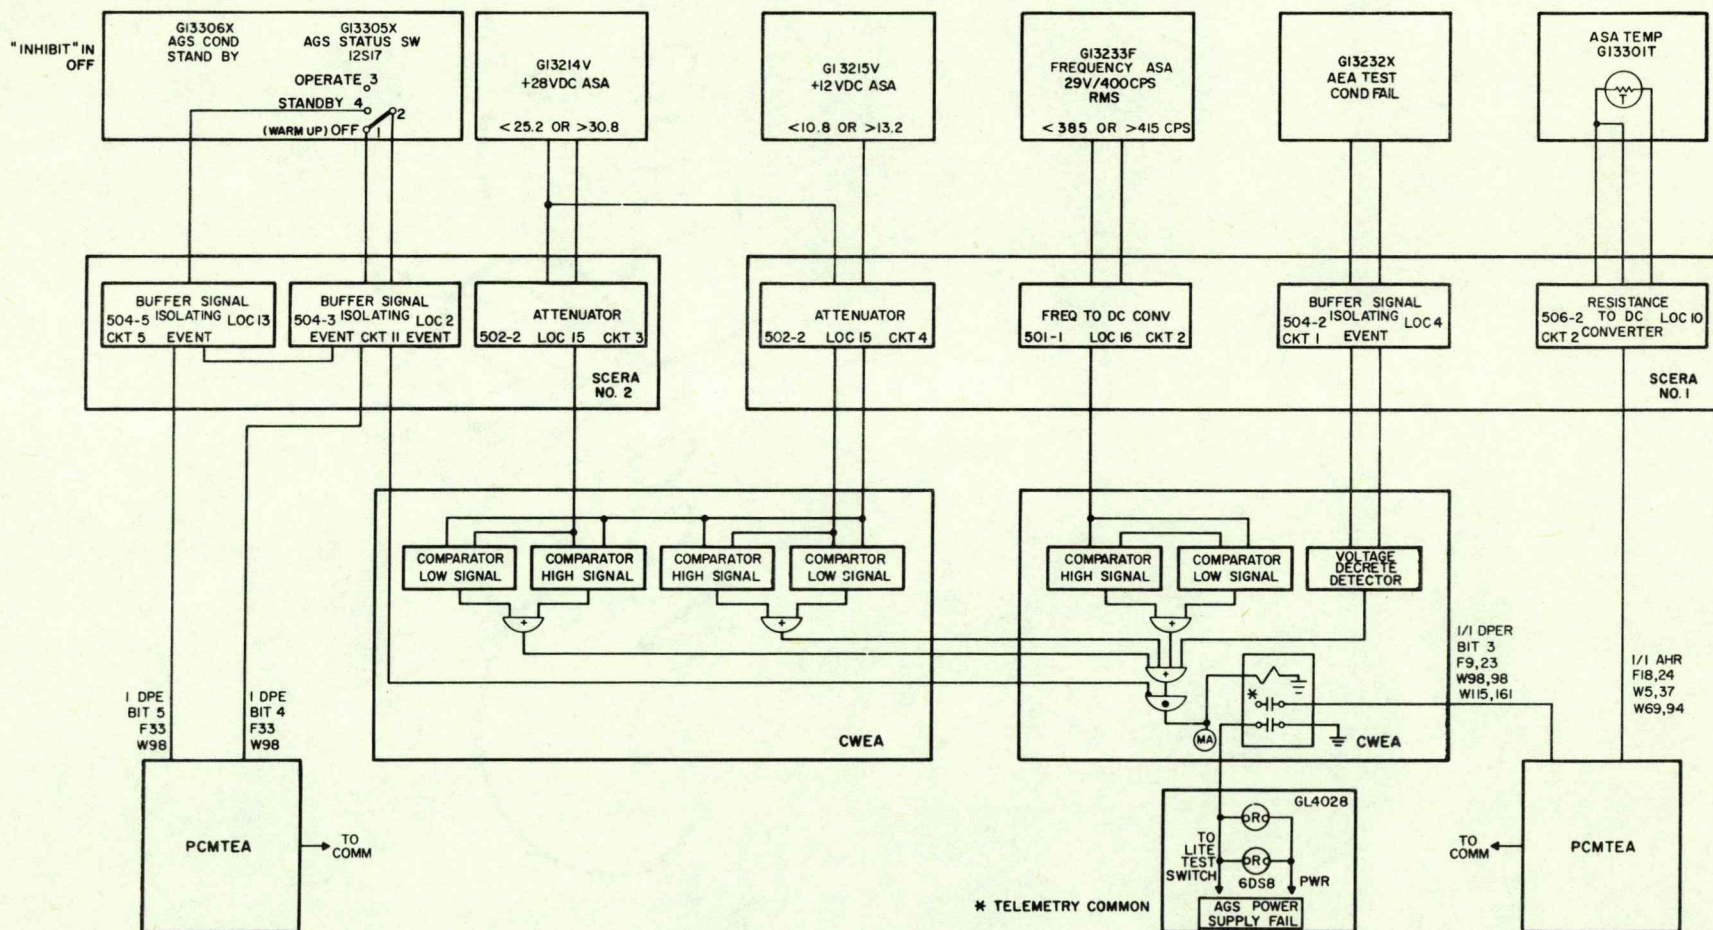 "INHIBIT" IN
OFF
GI3306X
AGS COND
STAND BY
GI3305X
AGS STATUS SW
12S17
OPERATE 3
STANDBY 4
2
(WARM UP) OFF
1
GI3214V
+28VDC ASA
<25.2 OR >30.8
GI3215V
+12VDC ASA
<10.8 OR >13.2
GI3233F
FREQUENCY ASA
29V/400CPS
RMS
<385 OR >415 CPS
GI3232X
AEA TEST
COND FAIL
ASA TEMP
GI3301T
T
BUFFER SIGNAL
504-5 ISOLATING LOC 13
CKT 5 EVENT
BUFFER SIGNAL
504-3 ISOLATING LOC 2
EVENT CKT 11 EVENT
ATTENUATOR
502-2 LOC 15 CKT 3
SCERA
NO. 2
ATTENUATOR
502-2 LOC 15 CKT 4
FREQ TO DC CONV
501-1 LOC 16 CKT 2
BUFFER SIGNAL
504-2 ISOLATING LOC 4
CKT 1 EVENT
RESISTANCE
506-2 TO DC LOC 10
CKT 2 CONVERTER
SCERA
NO. 1
COMPARATOR
LOW SIGNAL
COMPARATOR
HIGH SIGNAL
COMPARATOR
HIGH SIGNAL
COMPARTOR
LOW SIGNAL
COMPARATOR
HIGH SIGNAL
COMPARATOR
LOW SIGNAL
VOLTAGE
DECRETE
DETECTOR
+
+
+
+
*
MA
CWEA
CWEA
1 DPE
BIT 5
F33
W98
1 DPE
BIT 4
F33
W98
1/1 DPER
BIT 3
F9,23
W98,98
W115,161
1/1 AHR
F18,24
W5,37
W69,94
PCMTEA
TO
COMM
GL4028
R
R
6DS8
TO
LITE
TEST
SWITCH
PWR
AGS POWER
SUPPLY FAIL
* TELEMETRY COMMON
TO
COMM
PCMTEA